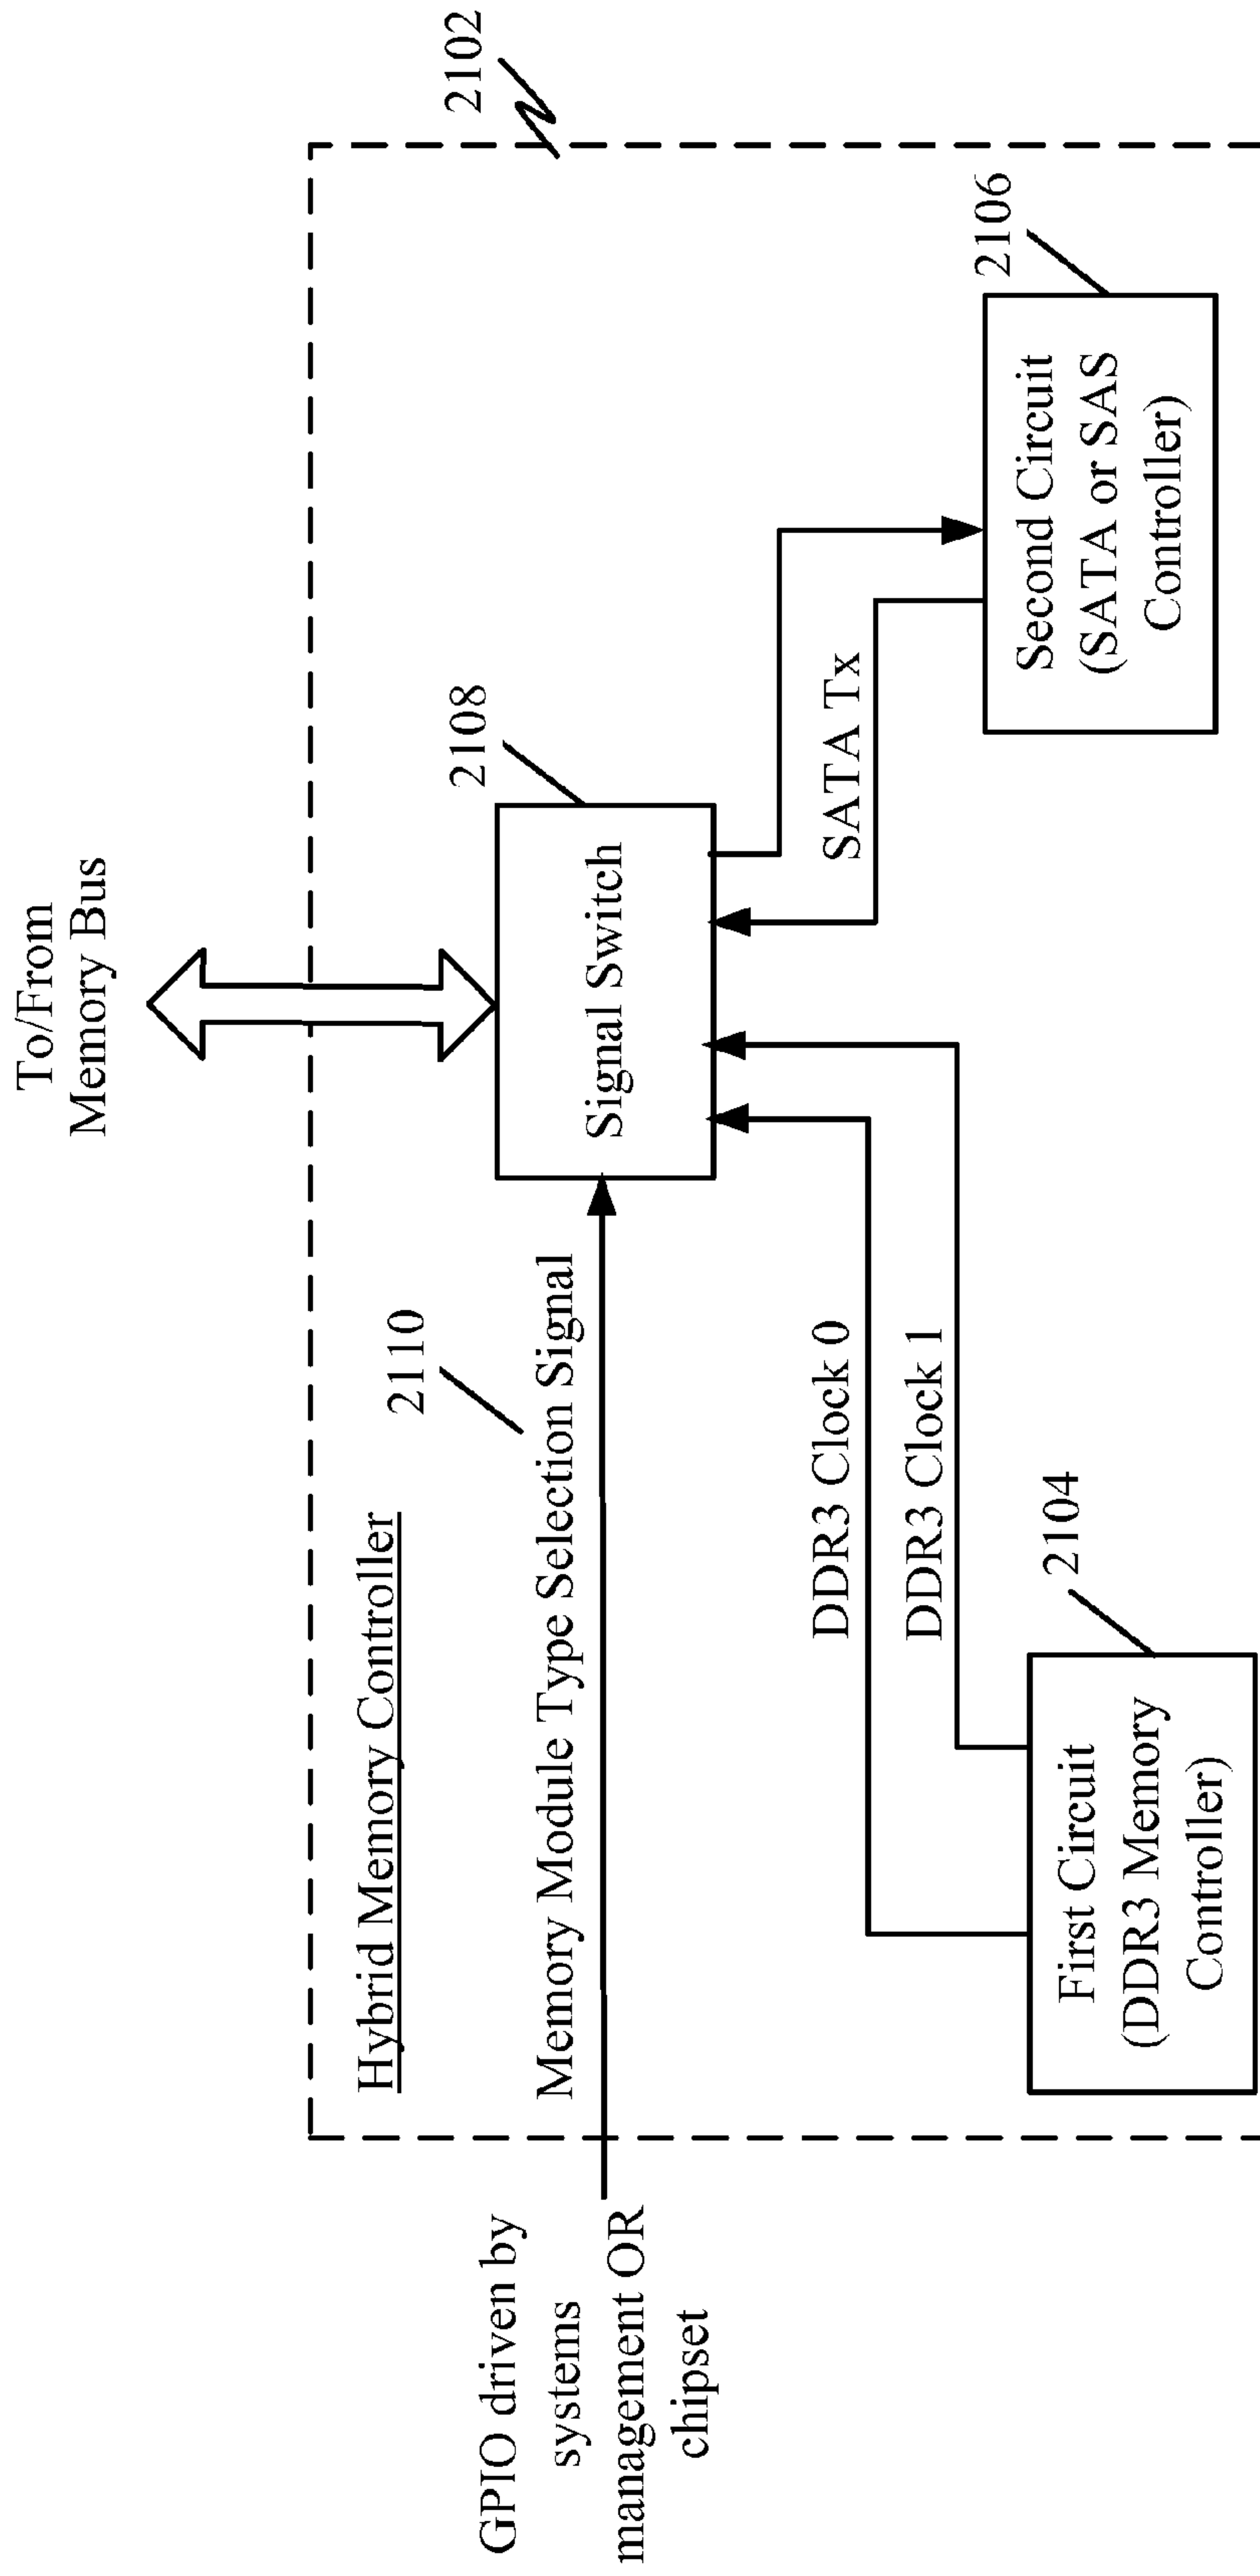 To/From
Memory Bus
2102
Hybrid Memory Controller
2110
Memory Module Type Selection Signal
GPIO driven by
systems
management OR
chipset
2108
Signal Switch
DDR3 Clock 0
DDR3 Clock 1
SATA Tx
2104
First Circuit
(DDR3 Memory
Controller)
2106
Second Circuit
(SATA or SAS
Controller)